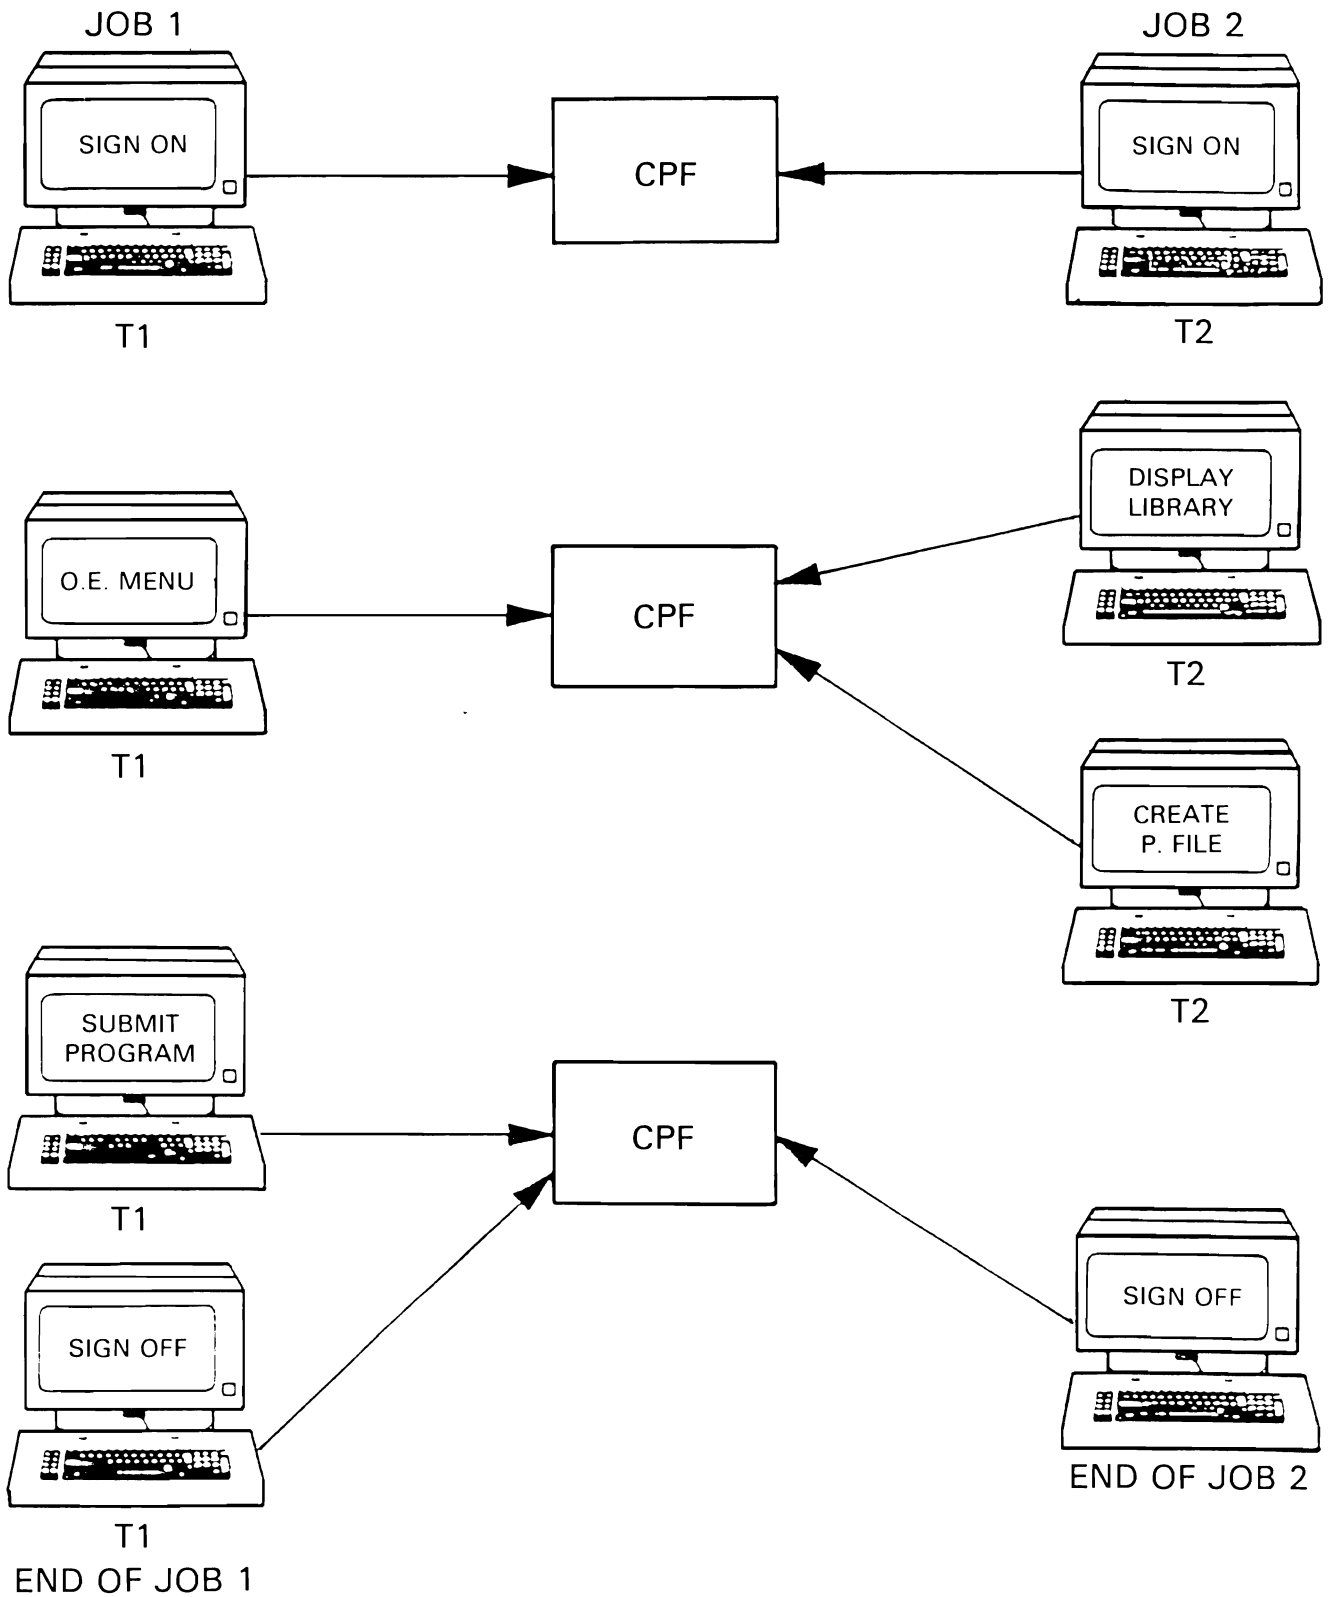 JOB 1
JOB 2
SIGN ON
CPF
SIGN ON
T1
T2
DISPLAY
LIBRARY
O.E. MENU
CPF
T2
T1
CREATE
P. FILE
T2
SUBMIT
PROGRAM
CPF
T1
SIGN OFF
SIGN OFF
END OF JOB 2
T1
END OF JOB 1